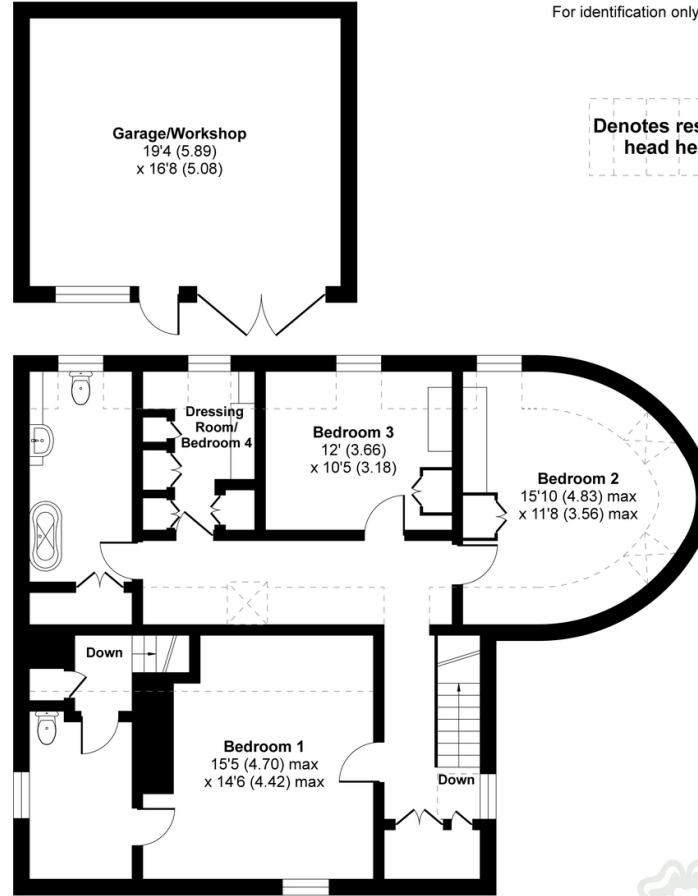 For identification only
Garage/Workshop
19'4 (5.89)
x 16'8 (5.08)
Denotes
head
Dressing
Room/
Bedroom 4
Bedroom 3
12' (3.66)
x 10'5 (3.18)
Bedroom 2
15'10 (4.83) max
x 11'8 (3.56) max
Down
Bedroom 1
15'5 (4.70) max
x 14'6 (4.42) max
Down